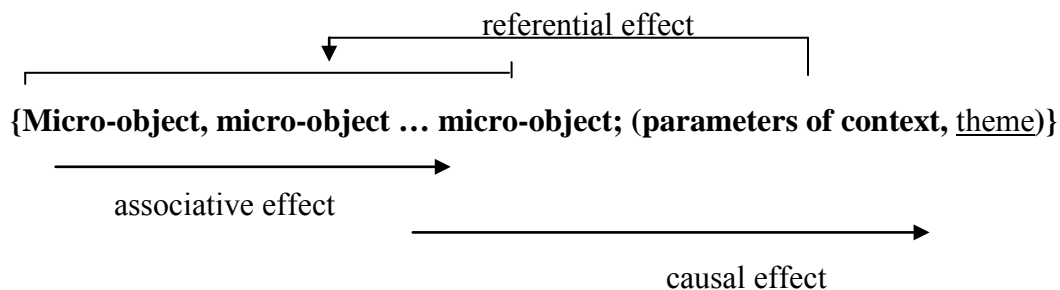 referential effect
{Micro-object, micro-object … micro-object; (parameters of context, theme)}
associative effect
causal effect